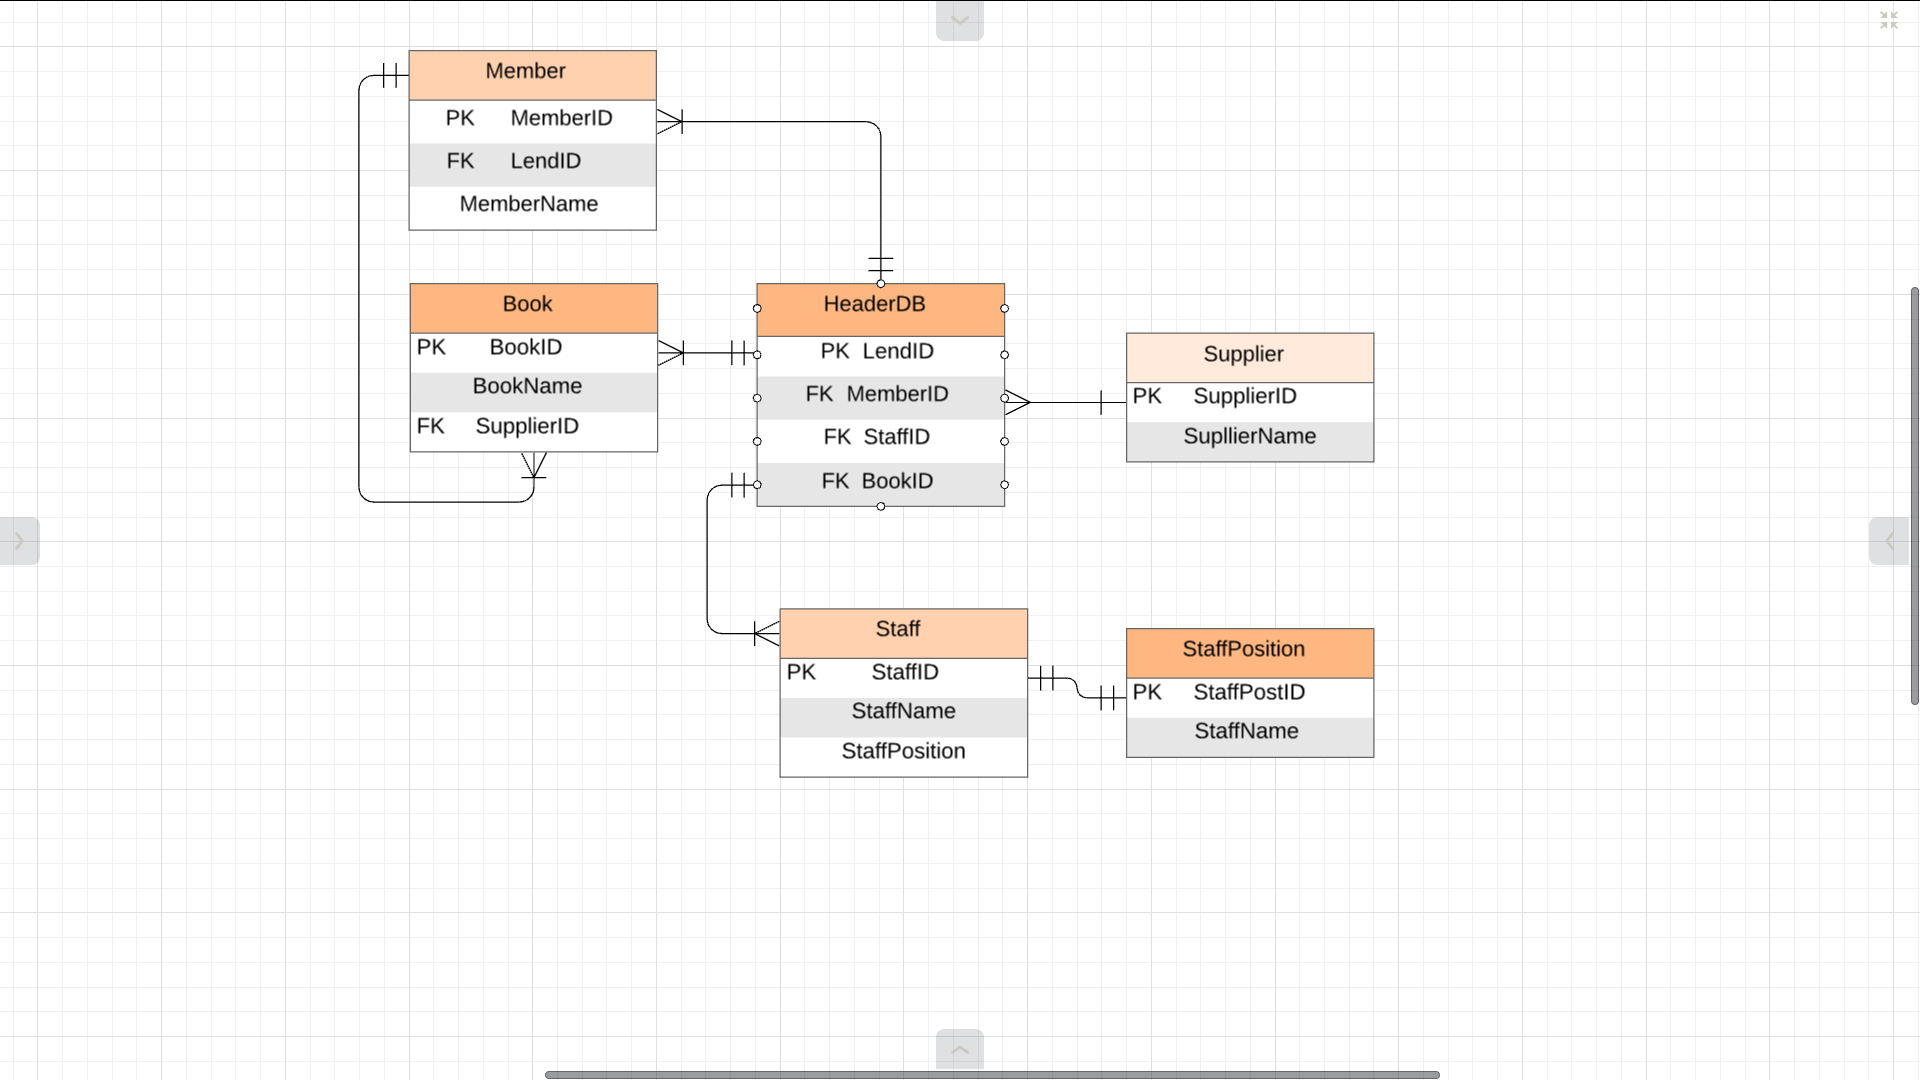 Member
PK MemberID
FK LendID
MemberName
Book
PK BookID
BookName
FK SupplierID
HeaderDB
PK LendID
FK MemberID
FK StaffID
FK BookID
Supplier
PK SupplierID
SupllierName
Staff
PK StaffID
StaffName
StaffPosition
StaffPosition
PK StaffPostID
StaffName